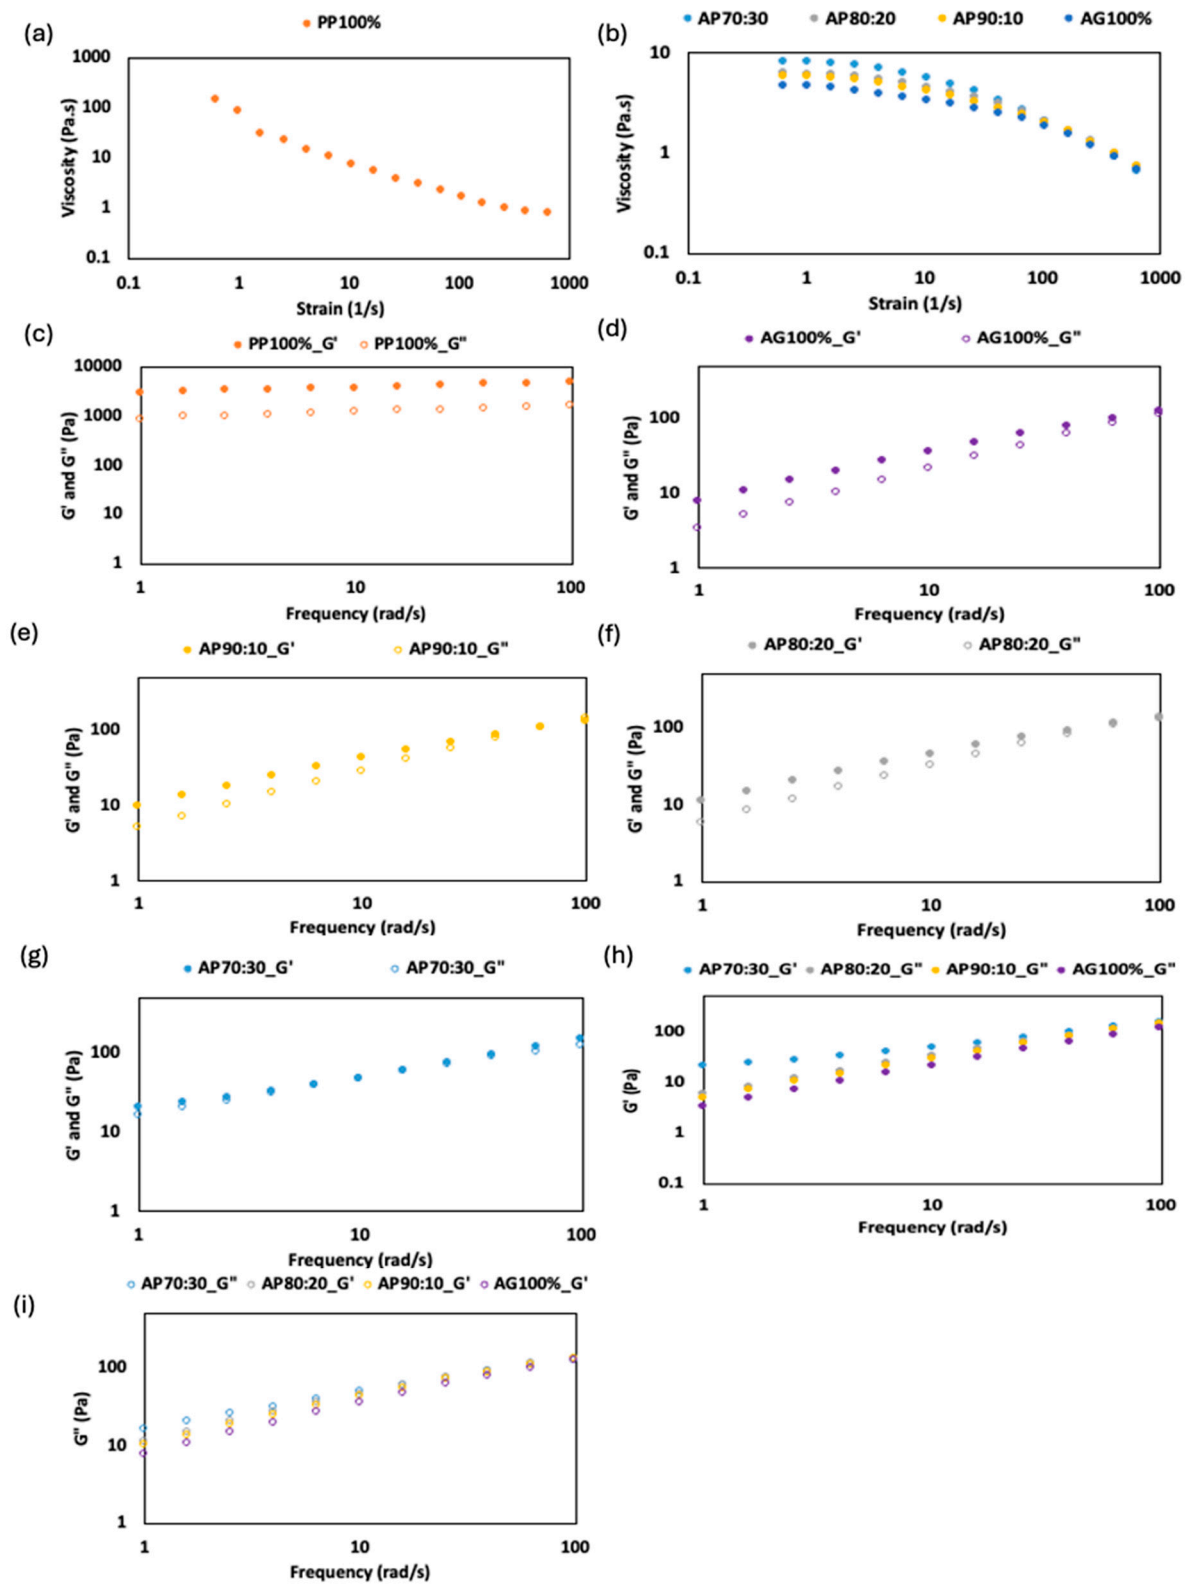 (a)
PP100%
1000
100
10
1
0.1
Viscosity (Pa.s)
0.1 1 10 100 1000
Strain (1/s)
(b)
AP70:30 AP80:20 AP90:10 AG100%
10
1
0.1
Viscosity (Pa.s)
0.1 1 10 100 1000
Strain (1/s)
(c)
PP100%_G' PP100%_G"
10000
1000
100
10
1
G' and G" (Pa)
1 10 100
Frequency (rad/s)
(d)
AG100%_G' AG100%_G"
100
10
1
G' and G" (Pa)
1 10 100
Frequency (rad/s)
(e)
AP90:10_G' AP90:10_G"
100
10
1
G' and G" (Pa)
1 10 100
Frequency (rad/s)
(f)
AP80:20_G' AP80:20_G"
100
10
1
G' and G" (Pa)
1 10 100
Frequency (rad/s)
(g)
AP70:30_G' AP70:30_G"
100
10
1
G' and G" (Pa)
1 10 100
Frequency (rad/s)
(h)
AP70:30_G' AP80:20_G" AP90:10_G" AG100%_G"
100
10
1
0.1
G' (Pa)
1 10 100
Frequency (rad/s)
(i)
AP70:30_G" AP80:20_G' AP90:10_G' AG100%_G'
100
10
1
G" (Pa)
1 10 100
Frequency (rad/s)